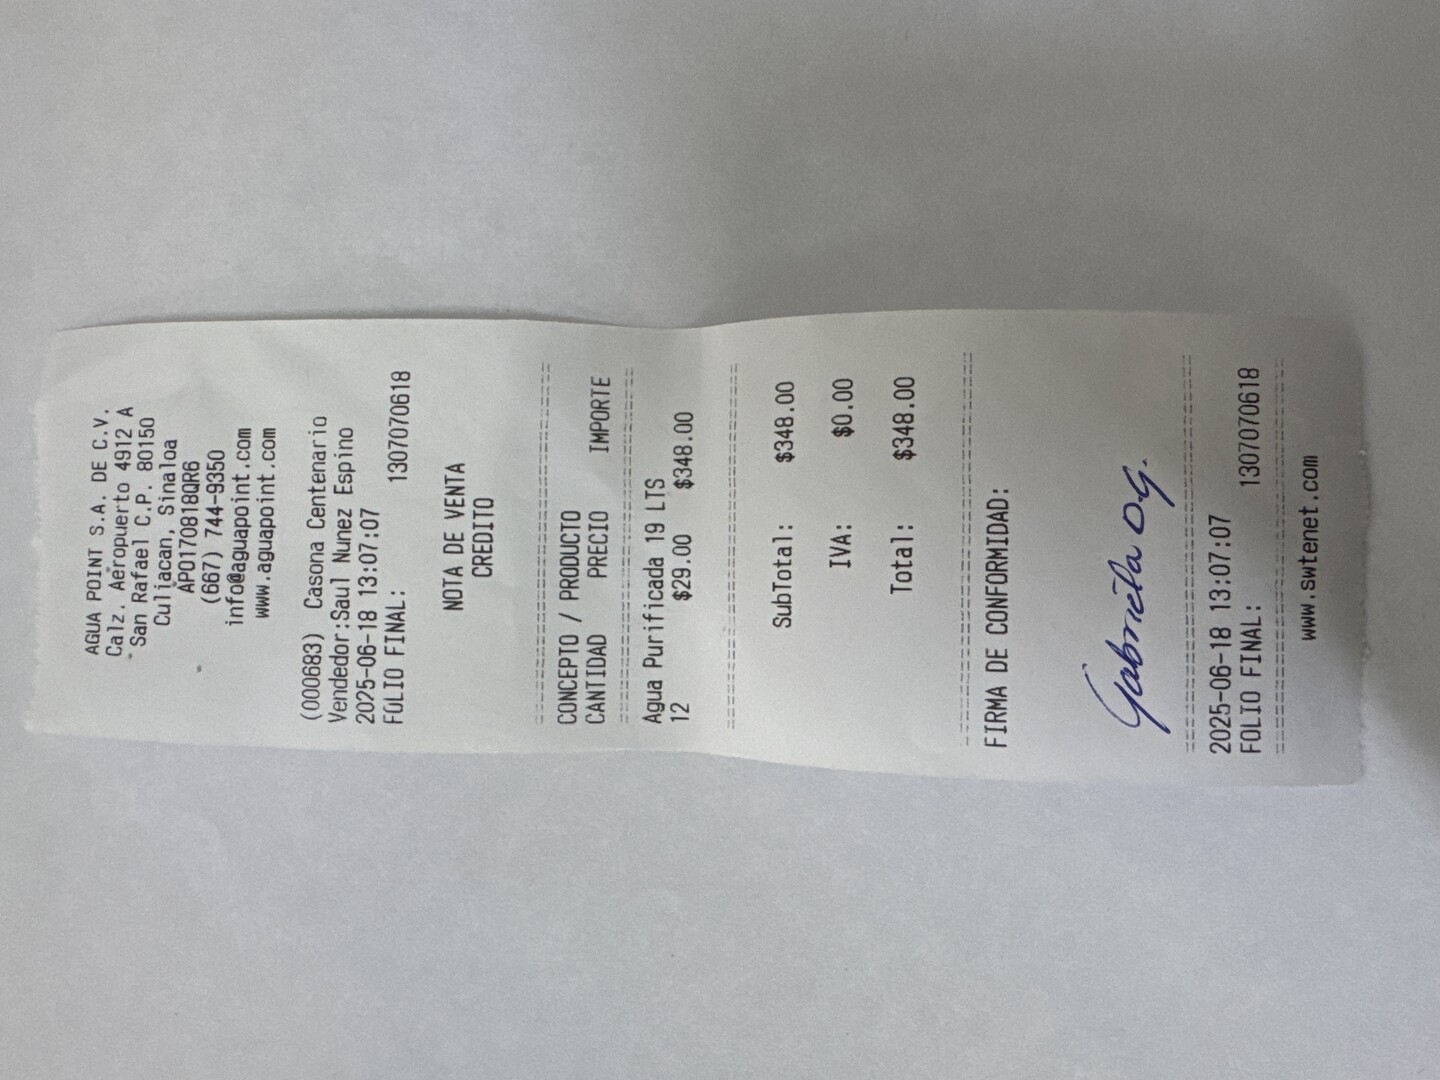 AGUA POINT S.A. DE C.V.
Calz. Aeropuerto 4912 A
San Rafael C.P. 80150
Culiacan, Sinaloa
APO170818QR6
(667) 744-9350
info@aguapoint.com
www.aguapoint.com
(000683) Casona Centenario
Vendedor:Saul Nunez Espino
2025-06-18 13:07:07
FOLIO FINAL: 1307070618
NOTA DE VENTA
CREDITO
==============================
CONCEPTO / PRODUCTO
CANTIDAD PRECIO IMPORTE
==============================
Agua Purificada 19 LTS
12 $29.00 $348.00
==============================
SubTotal: $348.00
IVA: $0.00
Total: $348.00
==============================
FIRMA DE CONFORMIDAD:
Gabriela O.G.
==============================
2025-06-18 13:07:07
FOLIO FINAL: 1307070618
==============================
www.swtenet.com